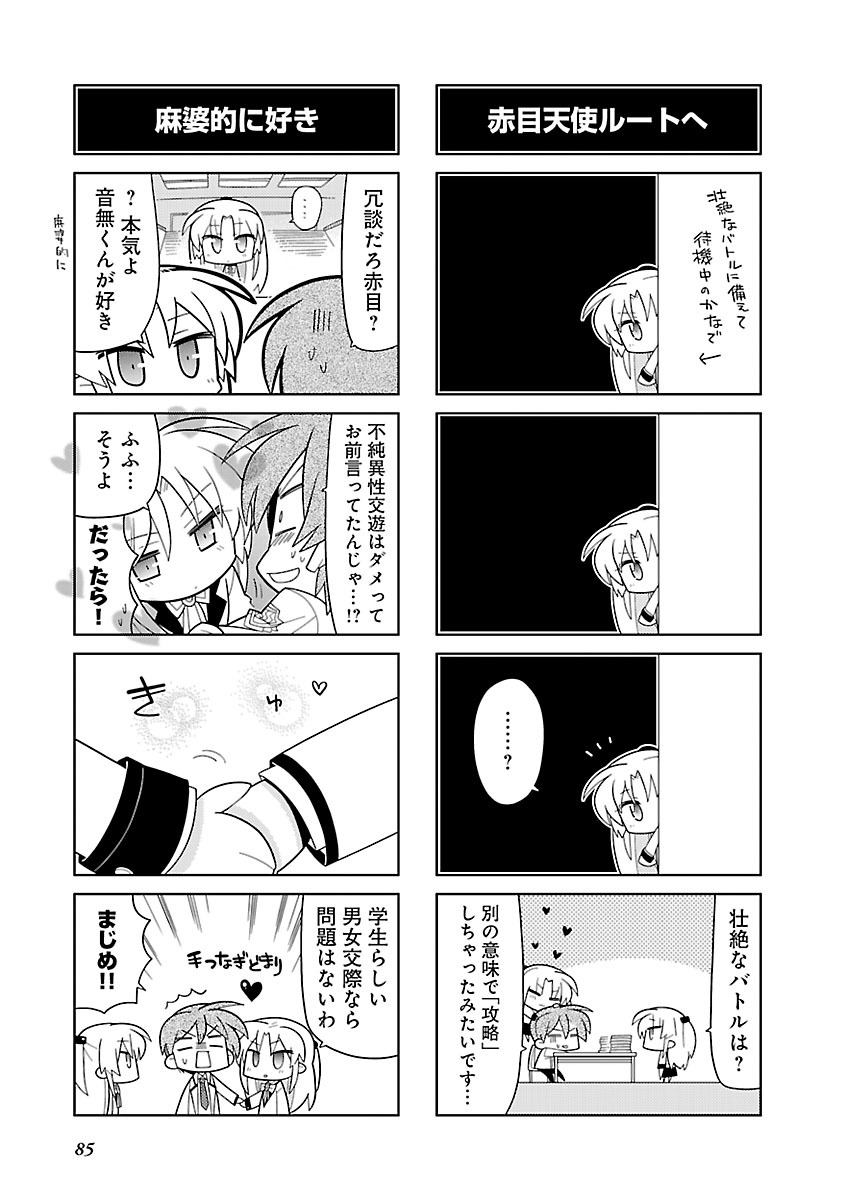 赤目天使ルートへ
壮絶なバトルに備えて
待機中のかなで
……?
壮絶なバトルは?
別の意味で「攻略」
しちゃったみたいです…
麻婆的に好き
冗談だろ赤目?
…
?本気よ
音無くんが好き
麻婆的に
不純異性交遊はダメって
お前言ってたんじゃ…!?
ふふ…
そうよ
だったら!
きゅ
学生らしい
男女交際なら
問題はないわ
手つなぎどまり
まじめ!!
85